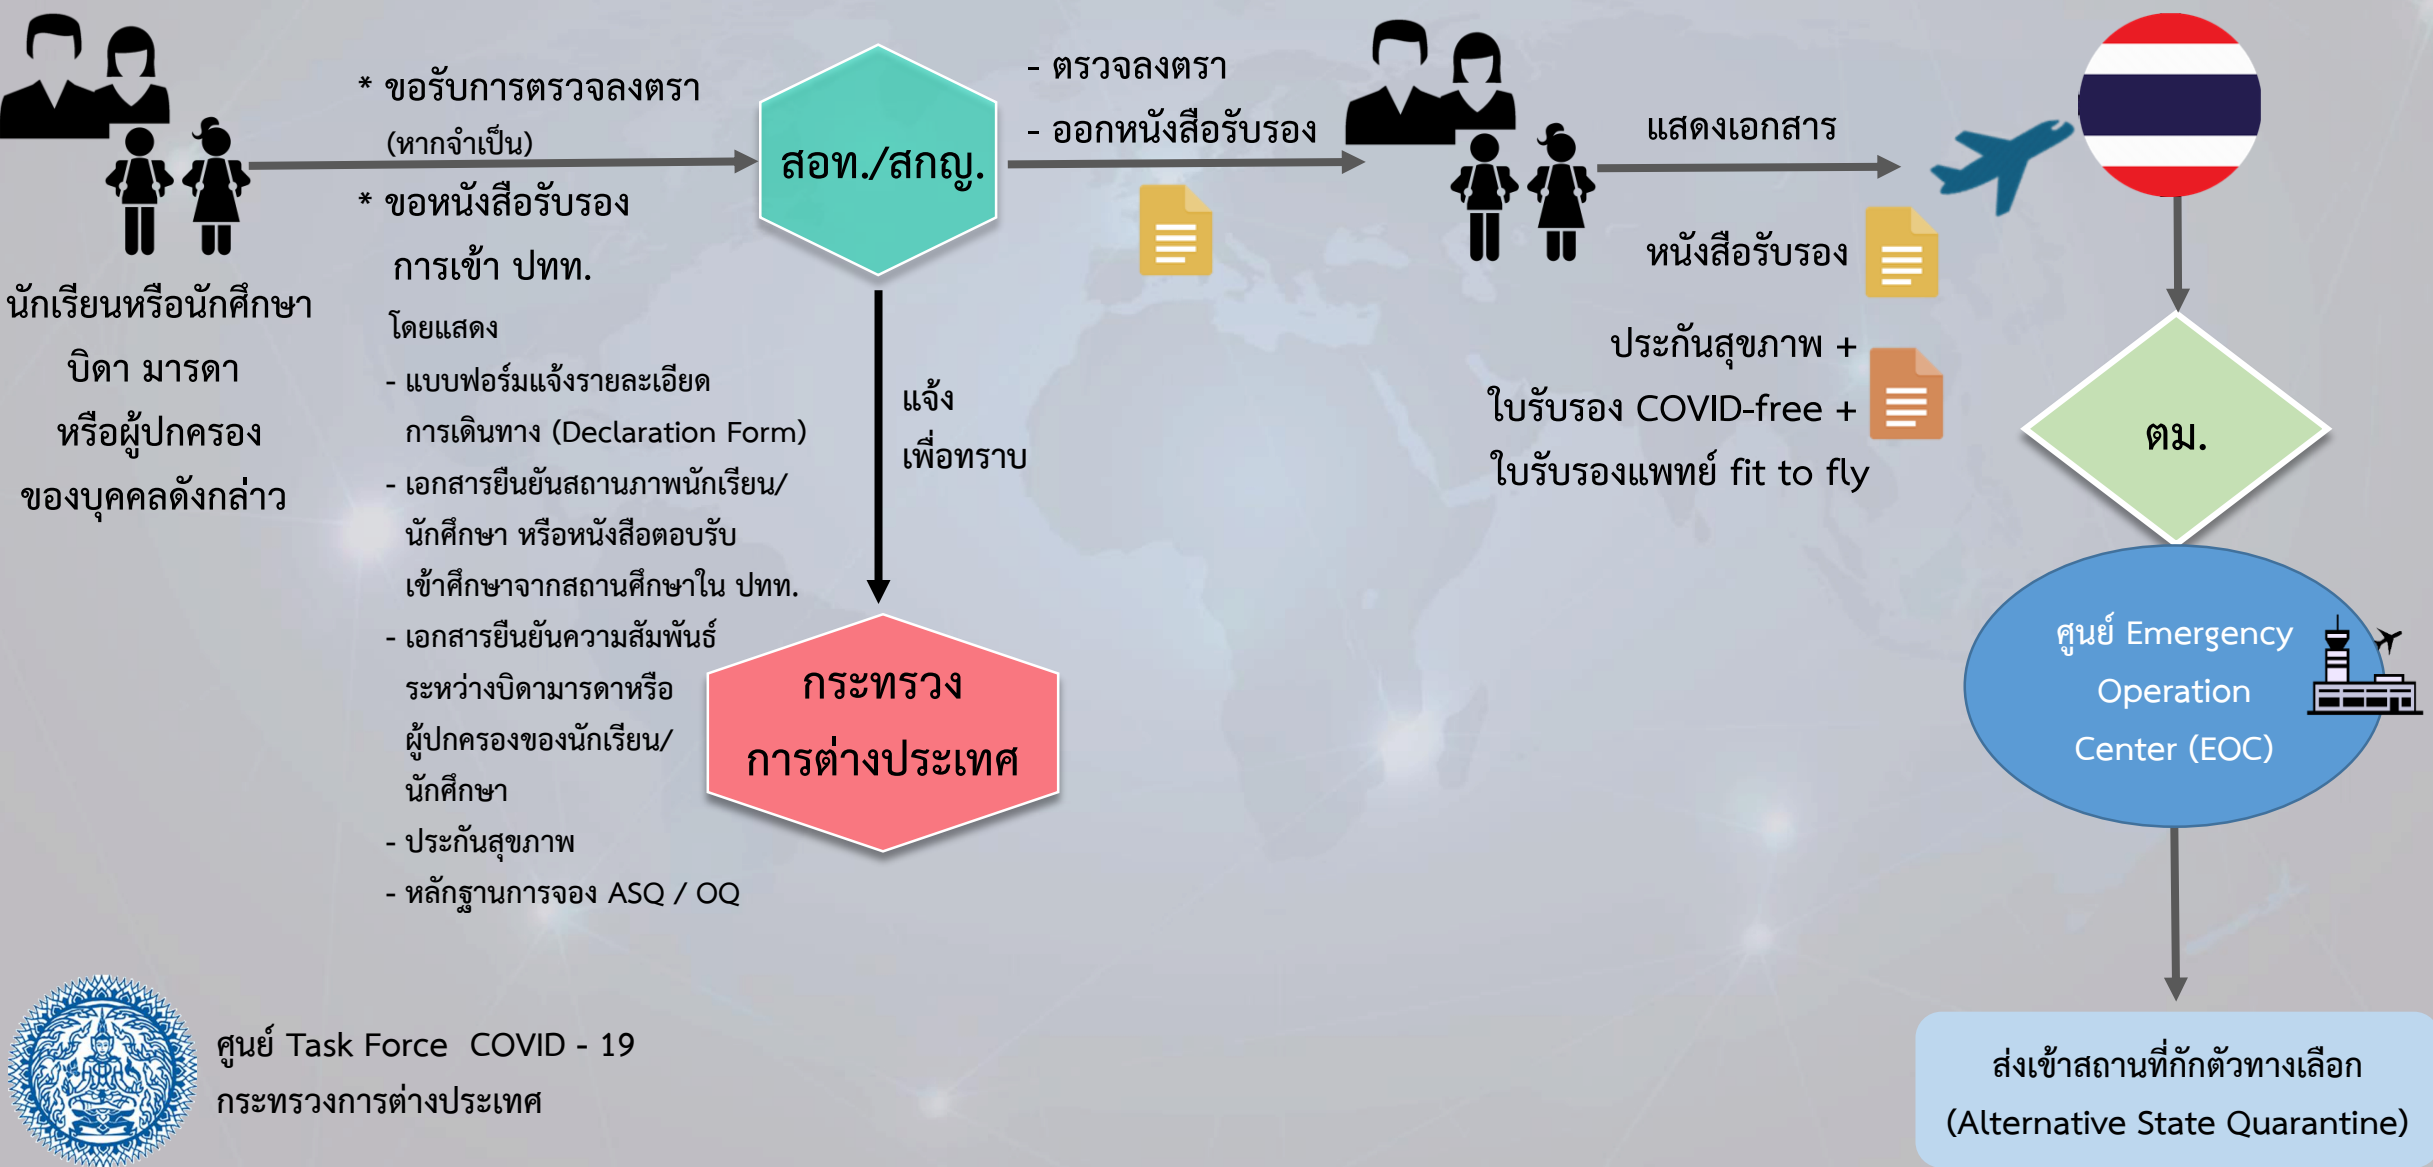 นักเรียนหรือนักศึกษา
บิดา มารดา
หรือผู้ปกครอง
ของบุคคลดังกล่าว
* ขอรับการตรวจลงตรา
(หากจำเป็น)
* ขอหนังสือรับรอง
การเข้า ปทท.
โดยแสดง
- แบบฟอร์มแจ้งรายละเอียด
การเดินทาง (Declaration Form)
- เอกสารยืนยันสถานภาพนักเรียน/
นักศึกษา หรือหนังสือตอบรับ
เข้าศึกษาจากสถานศึกษาใน ปทท.
- เอกสารยืนยันความสัมพันธ์
ระหว่างบิดามารดาหรือ
ผู้ปกครองของนักเรียน/
นักศึกษา
- ประกันสุขภาพ
- หลักฐานการจอง ASQ / OQ
สอท./สกญ.
แจ้ง
เพื่อทราบ
กระทรวง
การต่างประเทศ
- ตรวจลงตรา
- ออกหนังสือรับรอง
แสดงเอกสาร
หนังสือรับรอง
ประกันสุขภาพ +
ใบรับรอง COVID-free +
ใบรับรองแพทย์ fit to fly
ตม.
ศูนย์ Emergency
Operation
Center (EOC)
ส่งเข้าสถานที่กักตัวทางเลือก
(Alternative State Quarantine)
ศูนย์ Task Force COVID - 19
กระทรวงการต่างประเทศ